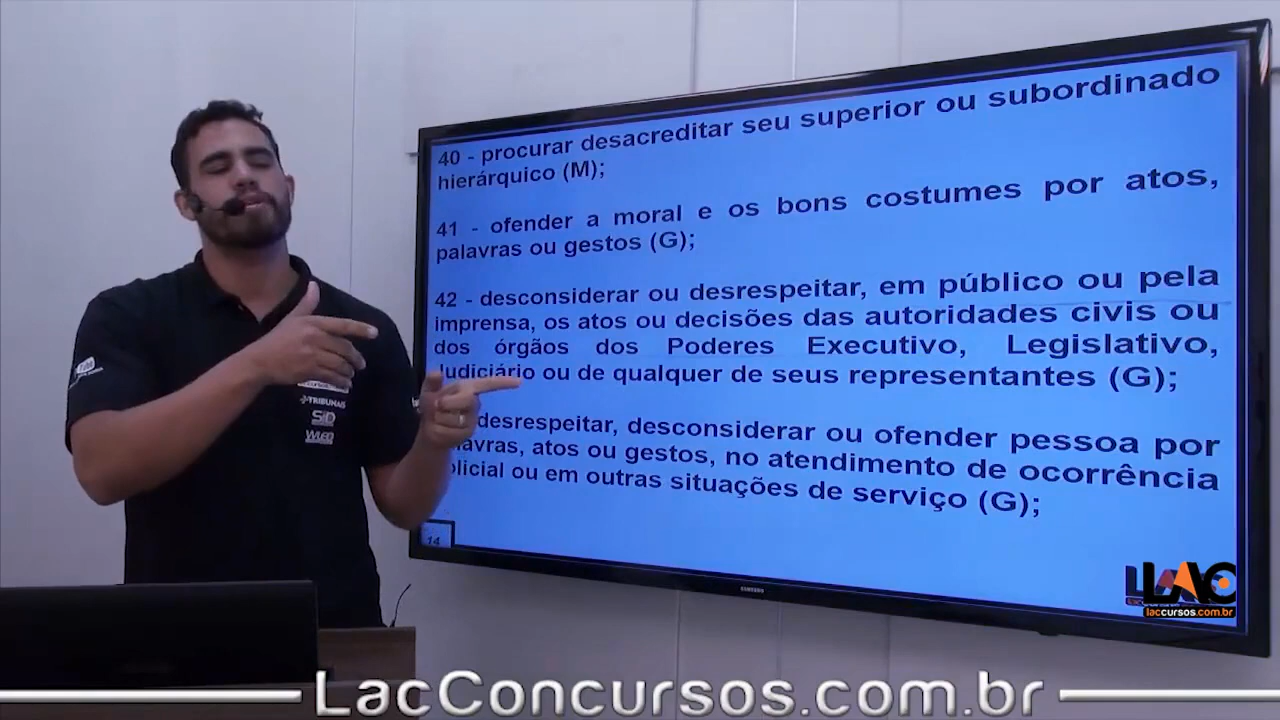 40 - procurar desacreditar seu superior ou subordinado
hierárquico (M);
41 - ofender a moral e os bons costumes por atos,
palavras ou gestos (G);
42 - desconsiderar ou desrespeitar, em público ou pela
imprensa, os atos ou decisões das autoridades civis ou
dos órgãos dos Poderes Executivo, Legislativo,
Judiciário ou de qualquer de seus representantes (G);
desrespeitar, desconsiderar ou ofender pessoa por
lavras, atos ou gestos, no atendimento de ocorrência
olicial ou em outras situações de serviço (G);
14
SAMSUNG
LAC
laccursos.com.br
+TRIBUNAIS
LacConcursos.com.br